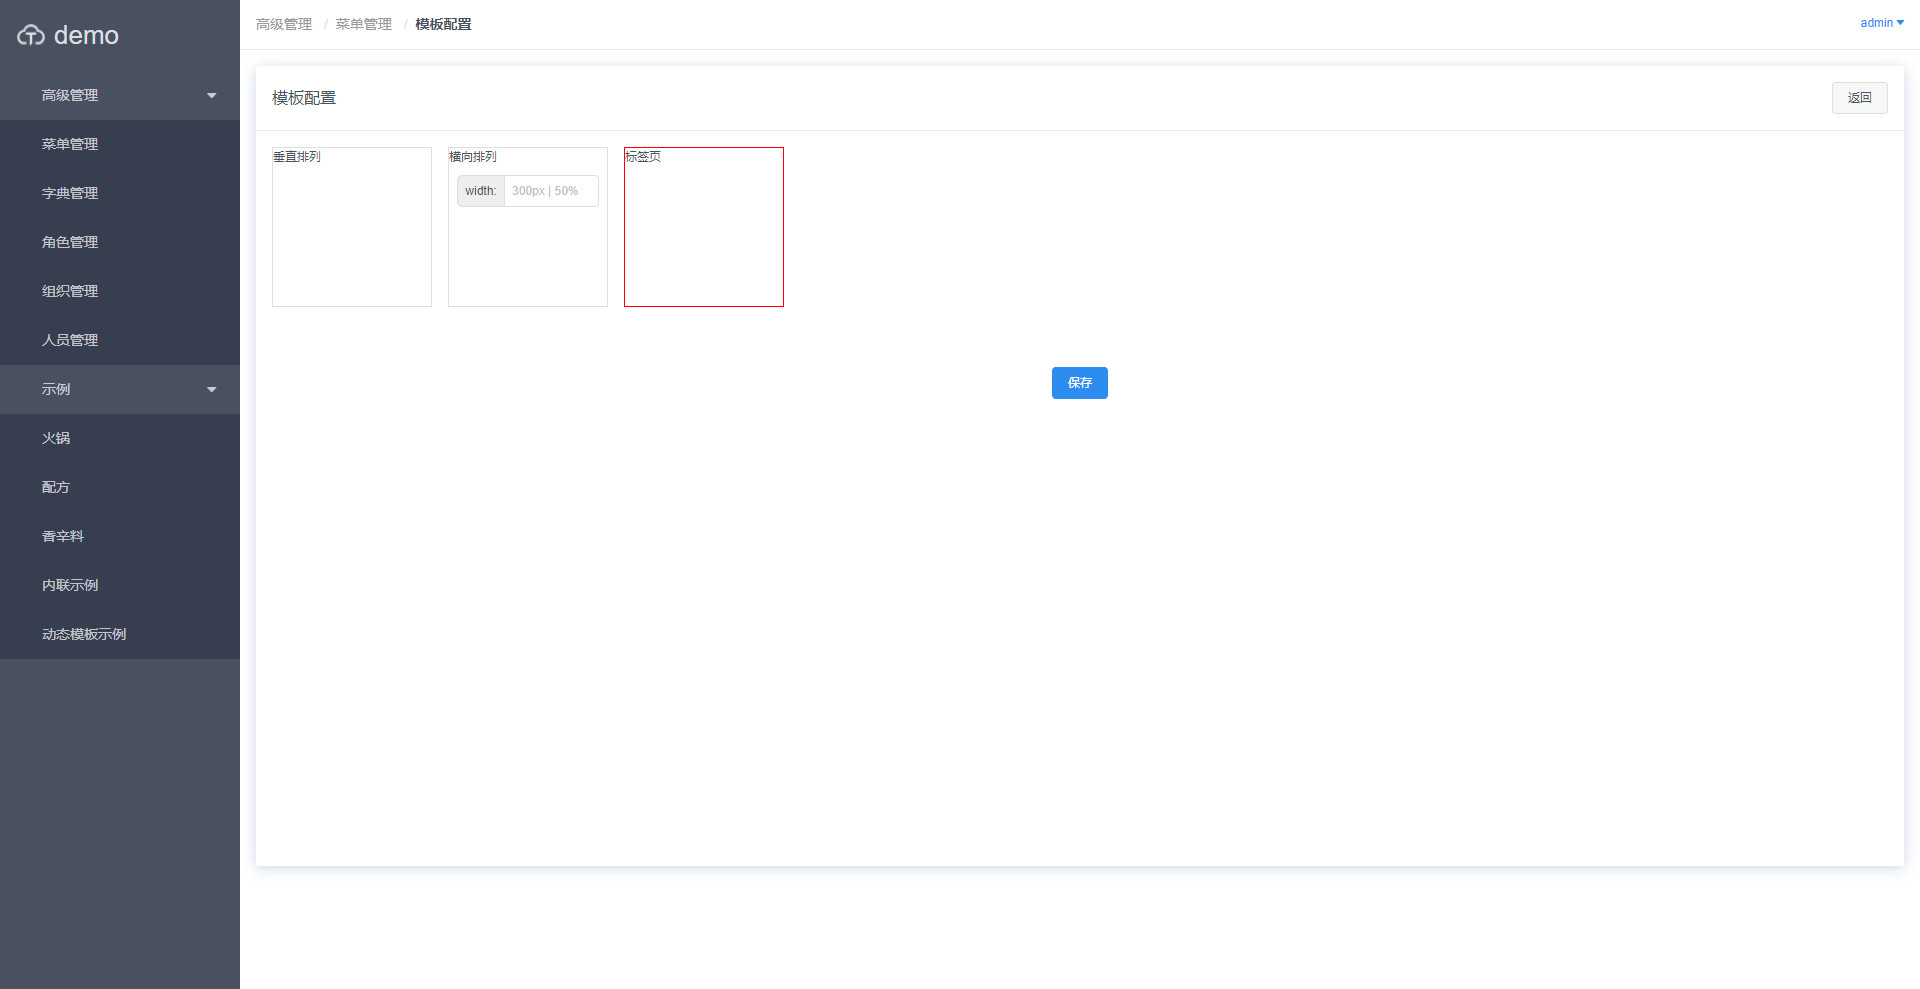 demo
高级管理
菜单管理
字典管理
角色管理
组织管理
人员管理
示例
火锅
配方
香辛料
内联示例
动态模板示例
高级管理 / 菜单管理 / 模板配置
admin
模板配置
返回
垂直排列
横向排列
width: 300px | 50%
标签页
保存